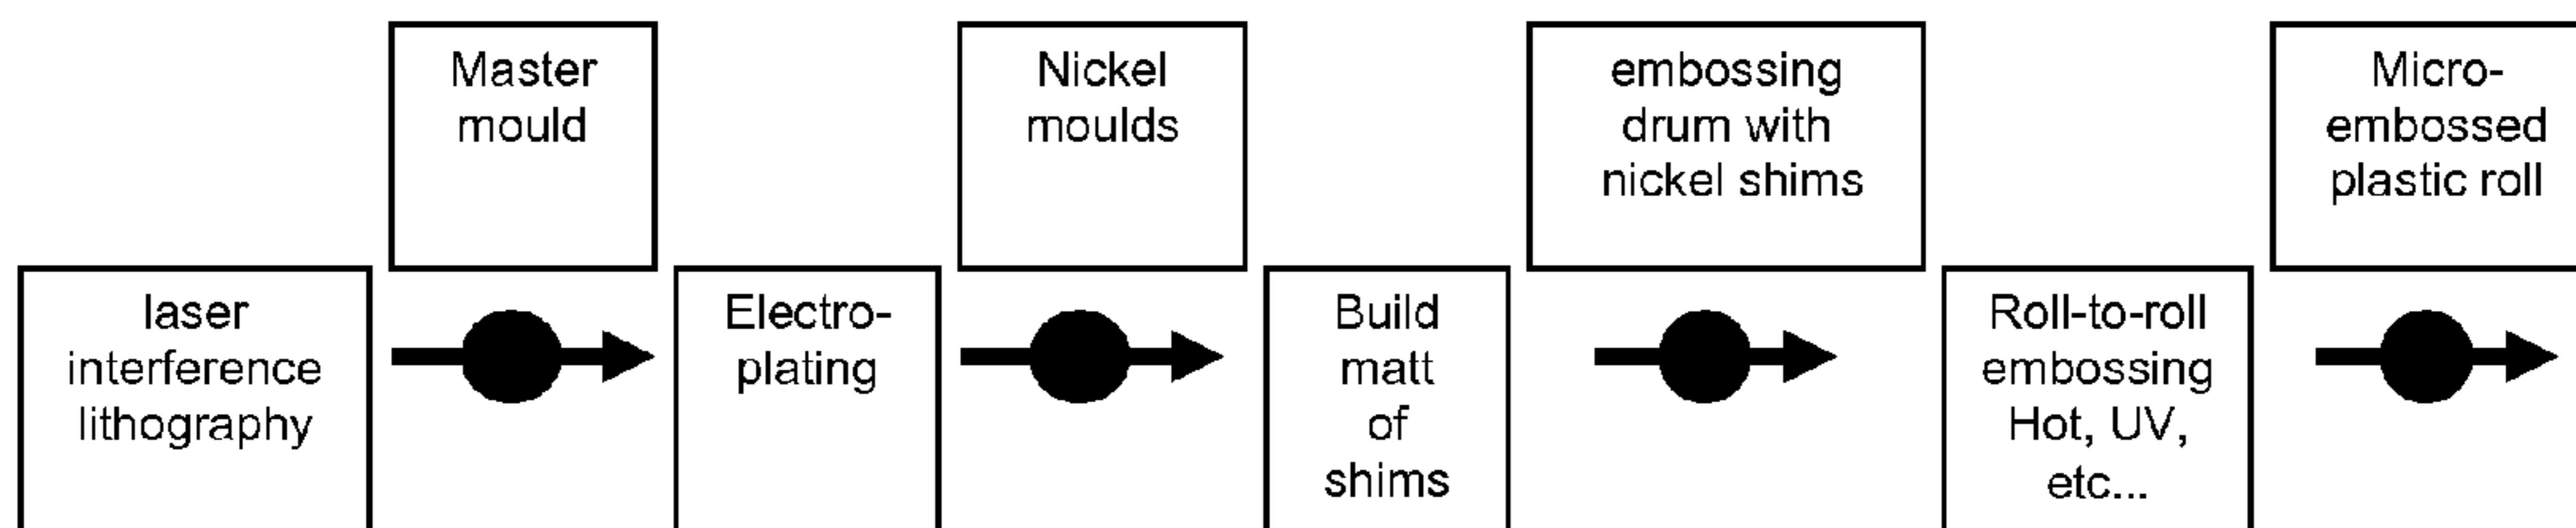 Master
mould
Nickel
moulds
embossing
drum with
nickel shims
Micro-
embossed
plastic roll
laser
interference
lithography
Electro-
plating
Build
matt
of
shims
Roll-to-roll
embossing
Hot, UV,
etc...